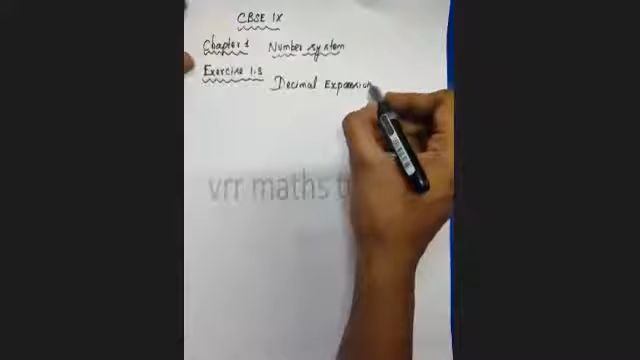 CBSE IX
Chapter 1 Number system
Exercise 1.3
Decimal Expansion
vrr maths t